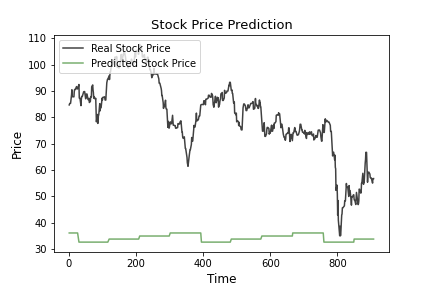 Stock Price Prediction
Real Stock Price
Predicted Stock Price
Price
110
100
90
80
70
60
50
40
30
0 200 400 600 800
Time